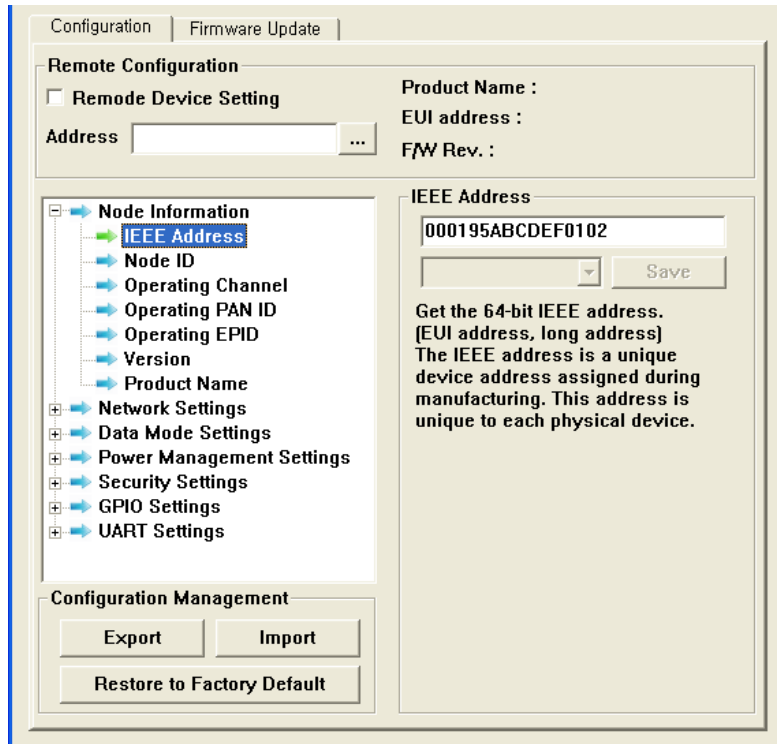 Configuration
Firmware Update
Remote Configuration
Remode Device Setting
Address
...
Product Name :
EUI address :
F/W Rev. :
Node Information
IEEE Address
Node ID
Operating Channel
Operating PAN ID
Operating EPID
Version
Product Name
Network Settings
Data Mode Settings
Power Management Settings
Security Settings
GPIO Settings
UART Settings
Configuration Management
Export
Import
Restore to Factory Default
IEEE Address
000195ABCDEF0102
Save
Get the 64-bit IEEE address.
(EUI address, long address)
The IEEE address is a unique
device address assigned during
manufacturing. This address is
unique to each physical device.